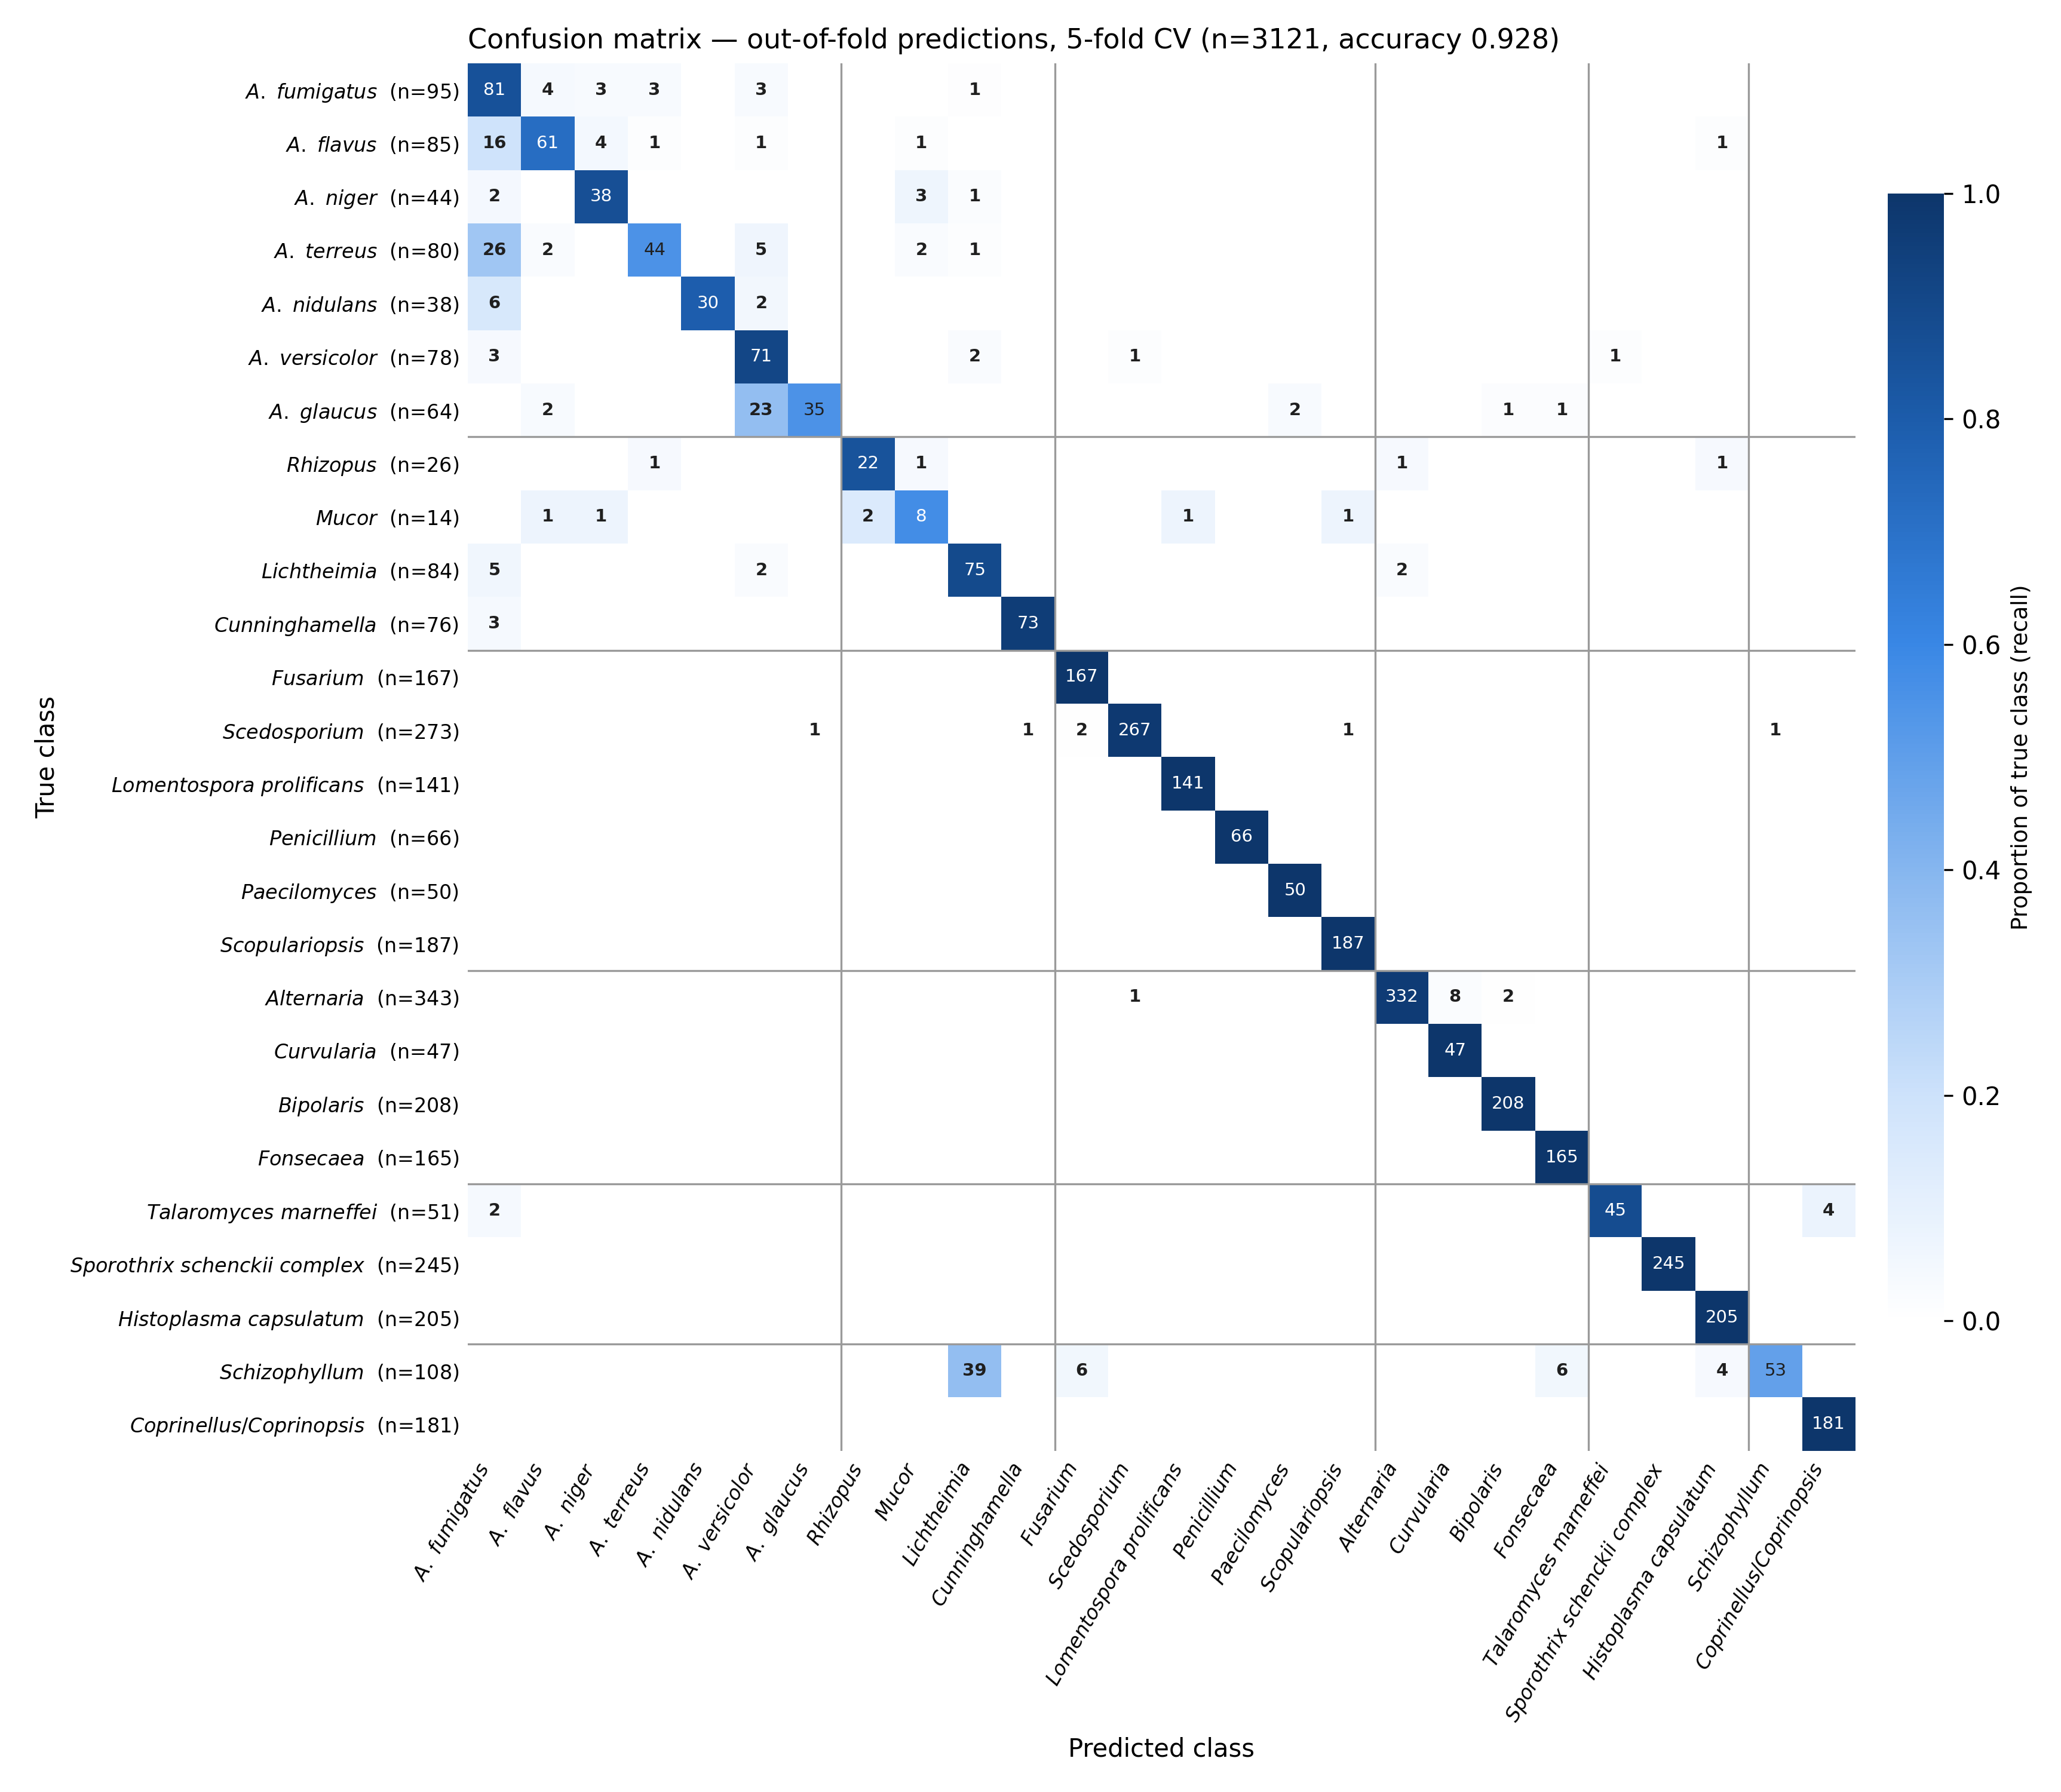 Confusion matrix — out-of-fold predictions, 5-fold CV (n=3121, accuracy 0.928)
A. fumigatus (n=95) 81 4 3 3 3 1
A. flavus (n=85) 16 61 4 1 1 1 1
A. niger (n=44) 2 38 3 1
A. terreus (n=80) 26 2 44 5 2 1
A. nidulans (n=38) 6 30 2
A. versicolor (n=78) 3 71 2 1 1
A. glaucus (n=64) 2 23 35 2 1 1
Rhizopus (n=26) 1 22 1 1 1
Mucor (n=14) 1 1 2 8 1 1
Lichtheimia (n=84) 5 2 75 2
Cunninghamella (n=76) 3 73
Fusarium (n=167) 167
Scedosporium (n=273) 1 1 2 267 1 1
Lomentospora prolificans (n=141) 141
Penicillium (n=66) 66
Paecilomyces (n=50) 50
Scopulariopsis (n=187) 187
Alternaria (n=343) 1 332 8 2
Curvularia (n=47) 47
Bipolaris (n=208) 208
Fonsecaea (n=165) 165
Talaromyces marneffei (n=51) 2 45 4
Sporothrix schenckii complex (n=245) 245
Histoplasma capsulatum (n=205) 205
Schizophyllum (n=108) 39 6 6 4 53
Coprinellus/Coprinopsis (n=181) 181
True class
A. fumigatus
A. flavus
A. niger
A. terreus
A. nidulans
A. versicolor
A. glaucus
Rhizopus
Mucor
Lichtheimia
Cunninghamella
Fusarium
Scedosporium
Lomentospora prolificans
Penicillium
Paecilomyces
Scopulariopsis
Alternaria
Curvularia
Bipolaris
Fonsecaea
Talaromyces marneffei
Sporothrix schenckii complex
Histoplasma capsulatum
Schizophyllum
Coprinellus/Coprinopsis
Predicted class
1.0
0.8
0.6
0.4
0.2
0.0
Proportion of true class (recall)